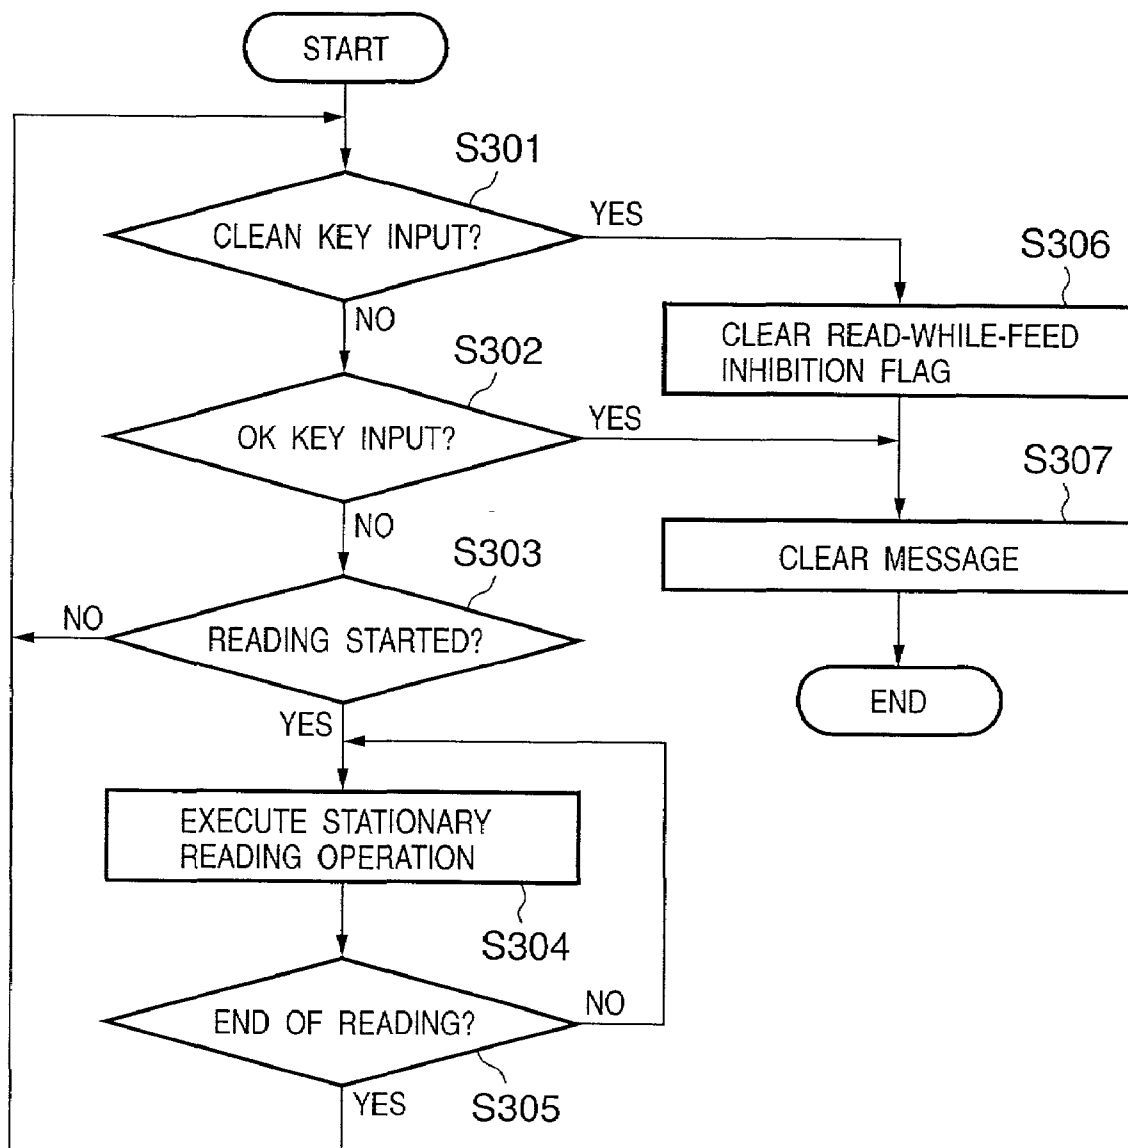 START
S301
CLEAN KEY INPUT?
YES
NO
S306
CLEAR READ-WHILE-FEED
INHIBITION FLAG
S302
OK KEY INPUT?
YES
NO
S307
CLEAR MESSAGE
S303
READING STARTED?
NO
YES
END
EXECUTE STATIONARY
READING OPERATION
S304
END OF READING?
NO
YES
S305